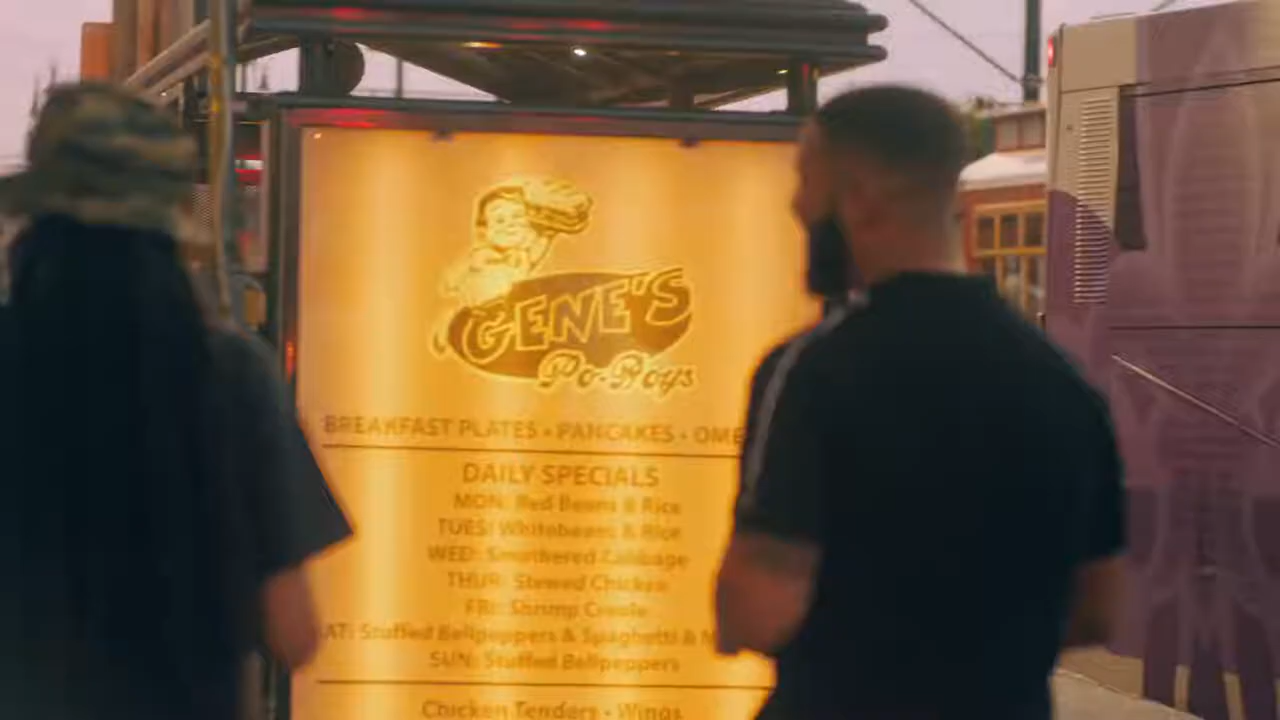 GENE'S
Po-Boys
BREAKFAST PLATES • PANCAKES • OME
DAILY SPECIALS
MON: Red Beans & Rice
TUES: Whitebeans & Rice
WED: Smothered Cabbage
THUR: Stewed Chicken
FRI: Shrimp Creole
AT: Stuffed Bellpeppers & Spaghetti & M
SUN: Stuffed Bellpeppers
Chicken Tenders • Wings